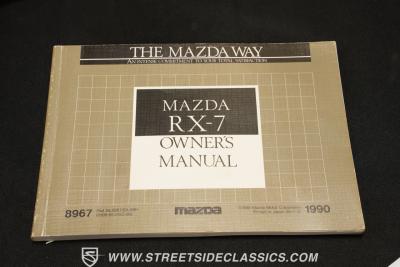 THE MAZDA WAY
AN INTENSE COMMITMENT TO YOUR TOTAL SATISFACTION
MAZDA
RX-7
OWNER'S
MANUAL
8967
mazda
1990
WWW.STREETSIDECLASSICS.COM